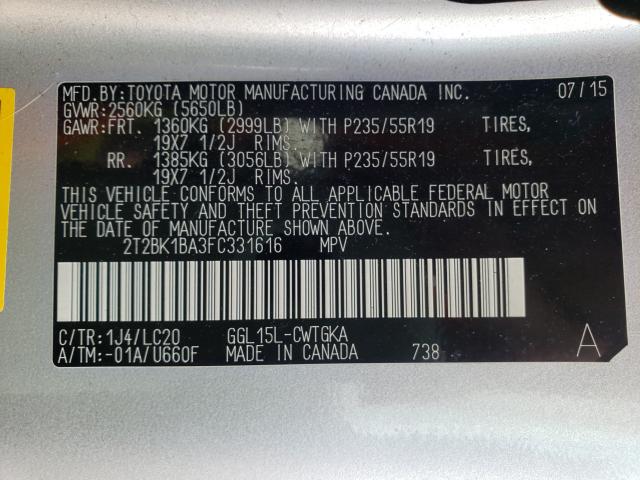 MFD.BY:TOYOTA MOTOR MANUFACTURING CANADA INC. 07/15
GVWR:2560KG (5650LB)
GAWR:FRT. 1360KG (2999LB) WITH P235/55R19 TIRES,
19X7 1/2J RIMS.
RR. 1385KG (3056LB) WITH P235/55R19 TIRES,
19X7 1/2J RIMS.
THIS VEHICLE CONFORMS TO ALL APPLICABLE FEDERAL MOTOR
VEHICLE SAFETY AND THEFT PREVENTION STANDARDS IN EFFECT ON
THE DATE OF MANUFACTURE SHOWN ABOVE.
2T2BK1BA3FC331616 MPV
C/TR:1J4/LC20 GGL15L-CWTGKA
A/TM:-01A/U660F MADE IN CANADA 738 A